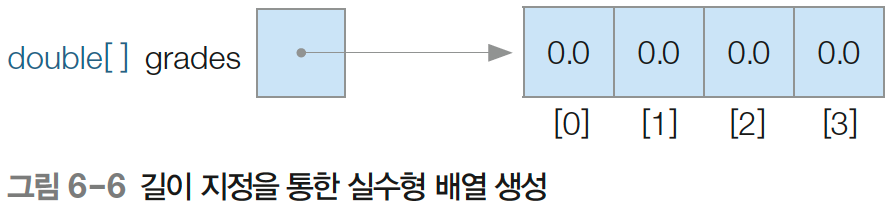 double[ ] grades
0.0 0.0 0.0 0.0
[0] [1] [2] [3]
그림 6-6 길이 지정을 통한 실수형 배열 생성